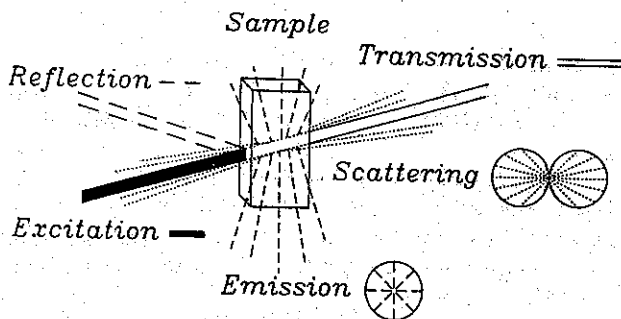 Sample
Transmission
Reflection
Scattering
Excitation
Emission